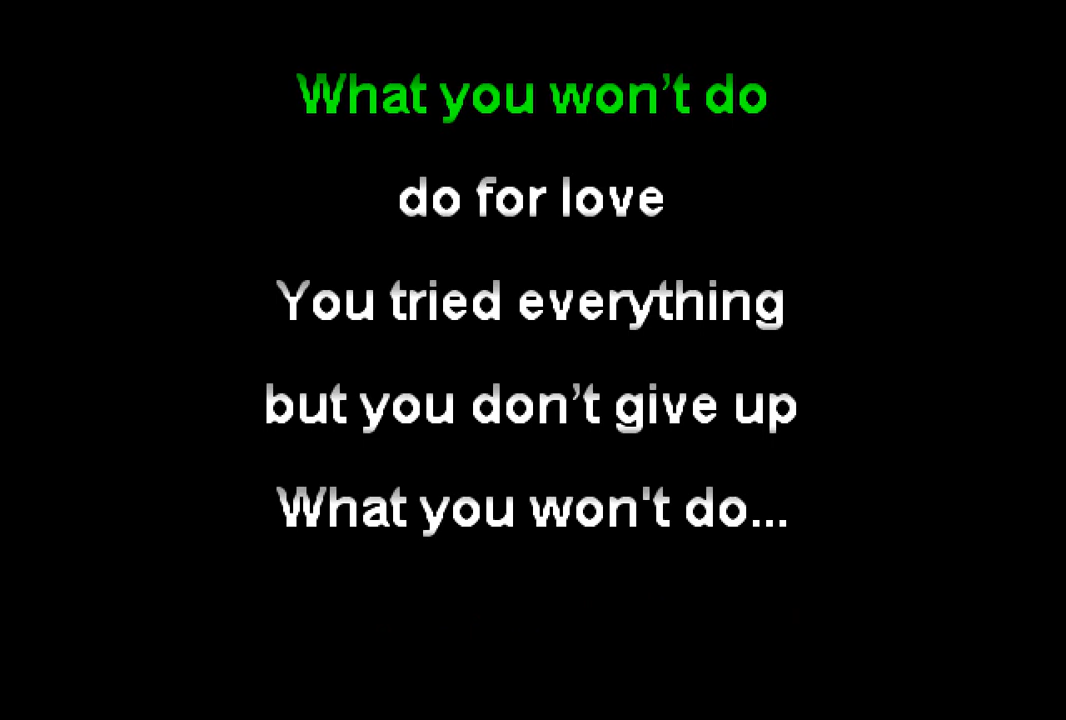 What you won’t do
do for love
You tried everything
but you don’t give up
What you won't do...